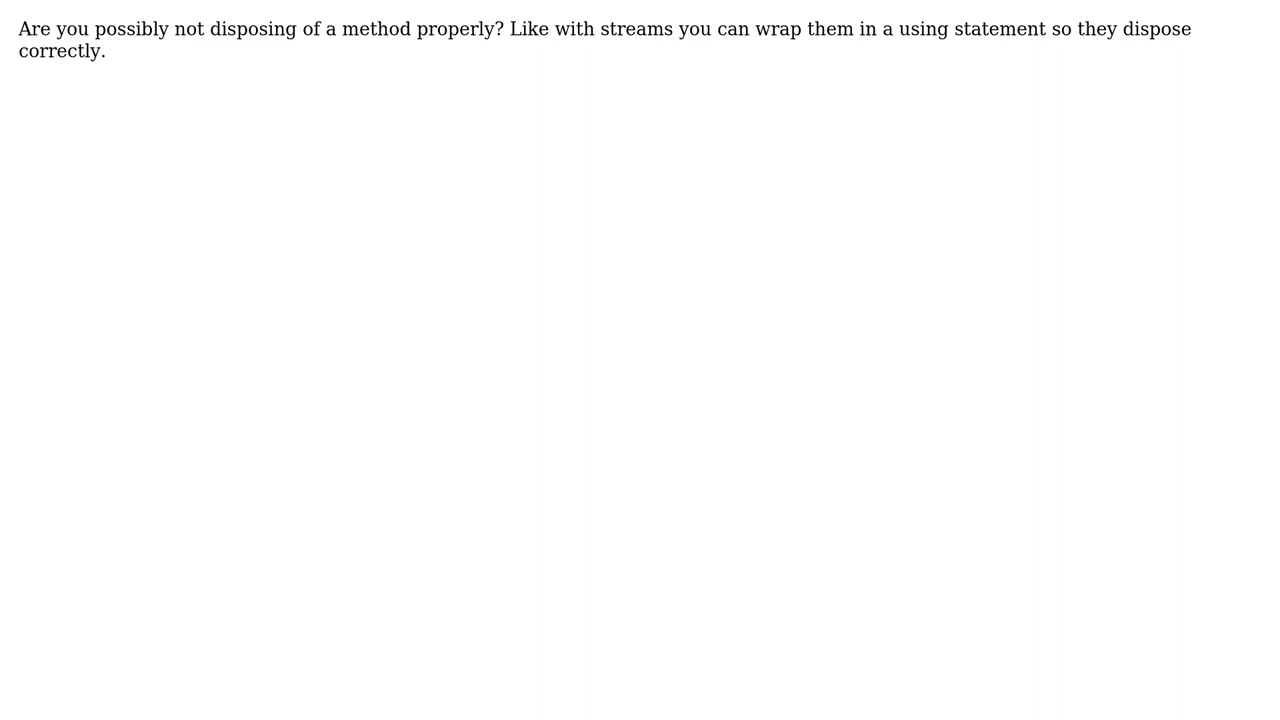 Are you possibly not disposing of a method properly? Like with streams you can wrap them in a using statement so they dispose
correctly.